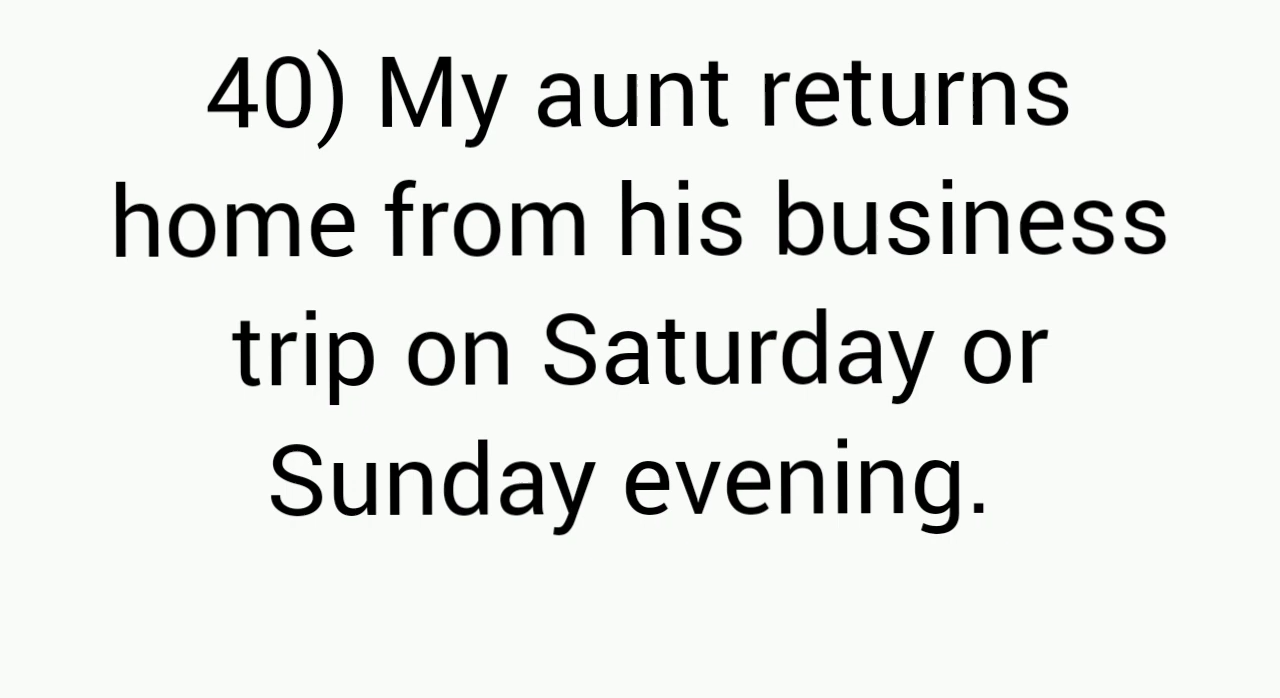 40) My aunt returns
home from his business
trip on Saturday or
Sunday evening.